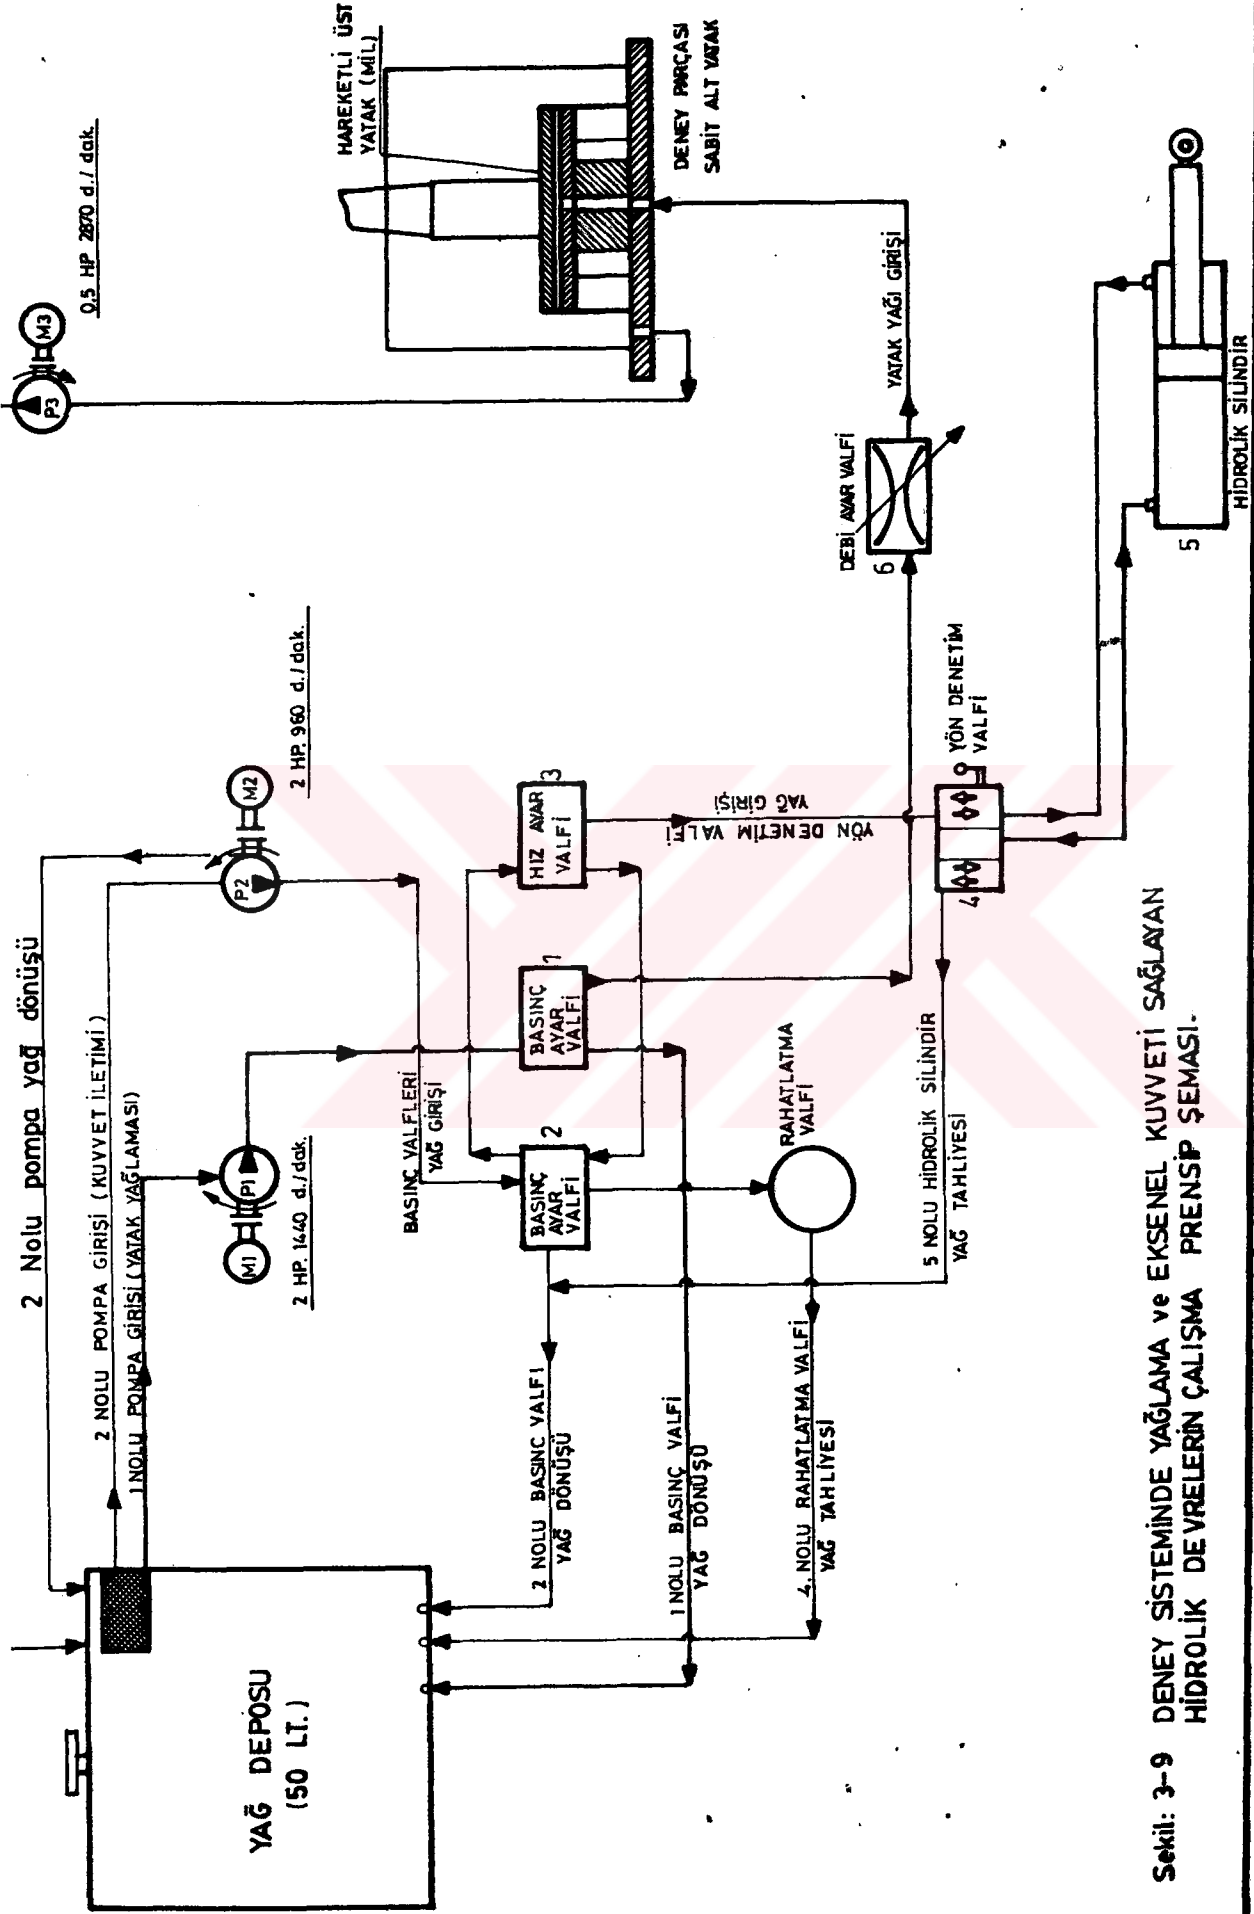 2 Nolu pompa yağ dönüşü
2 NOLU POMPA GİRİŞİ (KUVVET İLETİMİ)
1 NOLU POMPA GİRİŞİ (YATAK YAĞLAMASI)
YAĞ DEPOSU
(50 LT.)
M1
P1
2 HP. 1440 d./dak.
P2
M2
2 HP. 960 d./dak.
P3
M3
0,5 HP 2870 d./dak.
HAREKETLİ ÜST
YATAK (MİL)
DENEY PARÇASI
SABİT ALT YATAK
BASINÇ VALFLERİ
YAĞ GİRİŞİ
BASINÇ
AYAR
VALFİ
2
BASINÇ
AYAR
VALFİ
1
HIZ AYAR
VALFİ
3
YÖN DENETİM VALFİ
YAĞ GİRİŞİ
2 NOLU BASINC VALFI
YAĞ DÖNÜŞÜ
1 NOLU BASINÇ VALFİ
YAĞ DÖNÜŞÜ
4. NOLU RAHATLATMA VALFİ
YAĞ TAHLİYESİ
RAHATLATMA
VALFİ
5 NOLU HİDROLİK SİLİNDİR
YAĞ TAHLİYESİ
4
YÖN DENETİM
VALFİ
DEBİ AYAR VALFİ
6
YATAK YAĞI GİRİŞİ
5
HİDROLİK SİLİNDİR
Şekil: 3-9 DENEY SİSTEMİNDE YAĞLAMA ve EKSENEL KUVVETİ SAĞLAYAN
HİDROLİK DEVRELERİN ÇALIŞMA PRENSİP ŞEMASI.